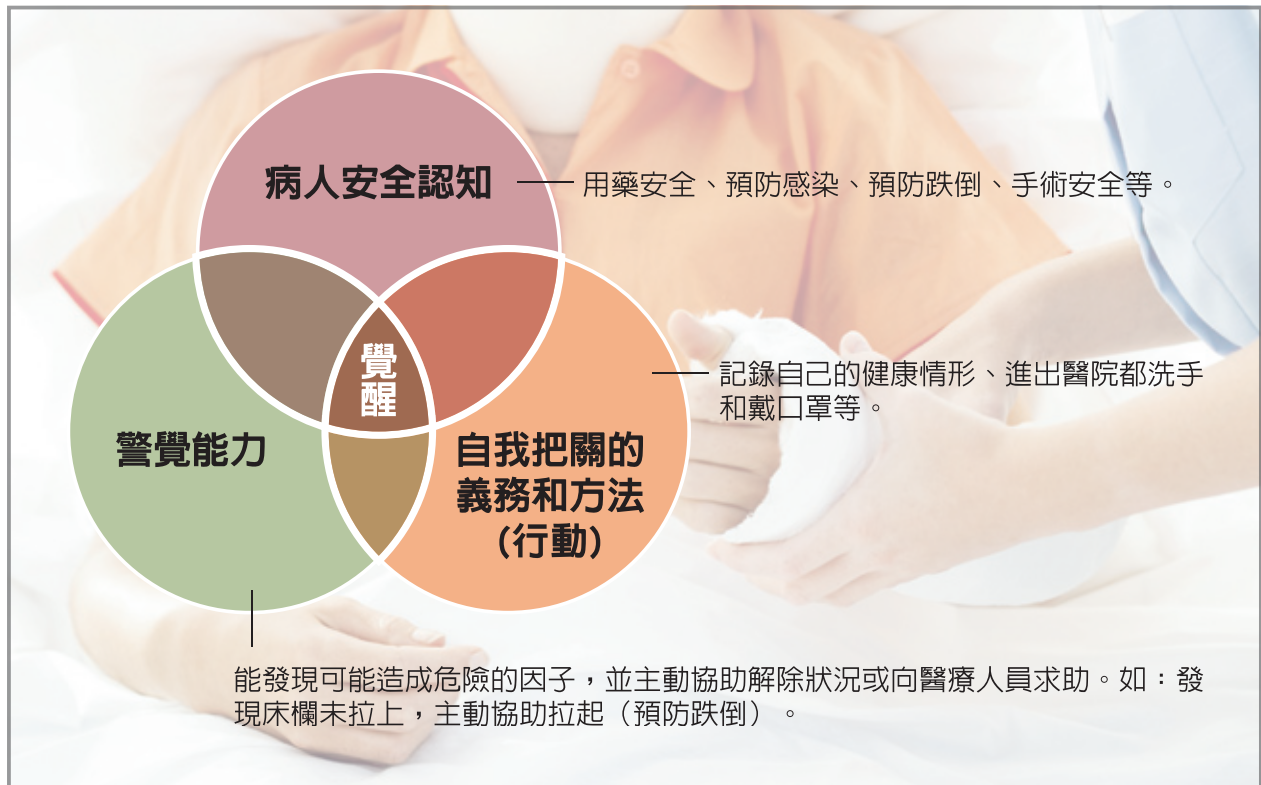 病人安全認知
用藥安全、預防感染、預防跌倒、手術安全等。
覺醒
記錄自己的健康情形、進出醫院都洗手
和戴口罩等。
警覺能力
自我把關的
義務和方法
(行動)
能發現可能造成危險的因子，並主動協助解除狀況或向醫療人員求助。如：發
現床欄未拉上，主動協助拉起（預防跌倒）。